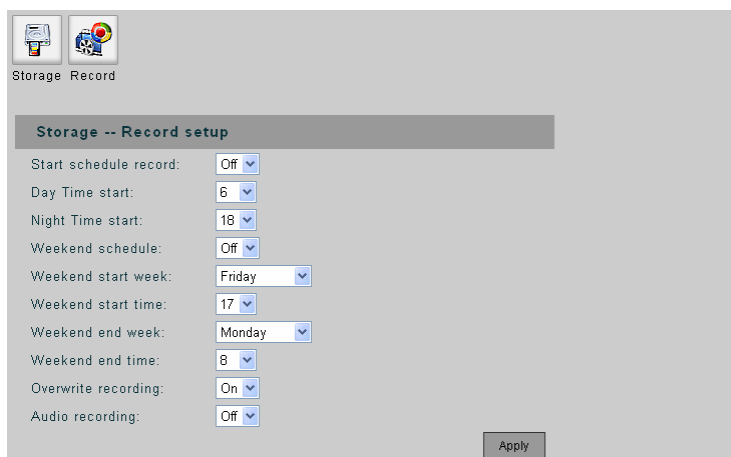 Storage Record
Storage -- Record setup
Start schedule record: Off
Day Time start: 6
Night Time start: 18
Weekend schedule: Off
Weekend start week: Friday
Weekend start time: 17
Weekend end week: Monday
Weekend end time: 8
Overwrite recording: On
Audio recording: Off
Apply